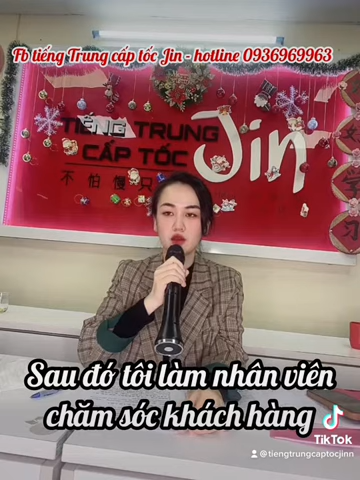 Fb tiếng Trung cấp tốc Jin - hotline 0936969963
TIẾNG TRUNG
CẤP TỐC
Jin
不怕慢只
Sau đó tôi làm nhân viên
chăm sóc khách hàng
TikTok
@tiengtrungcaptocjinn